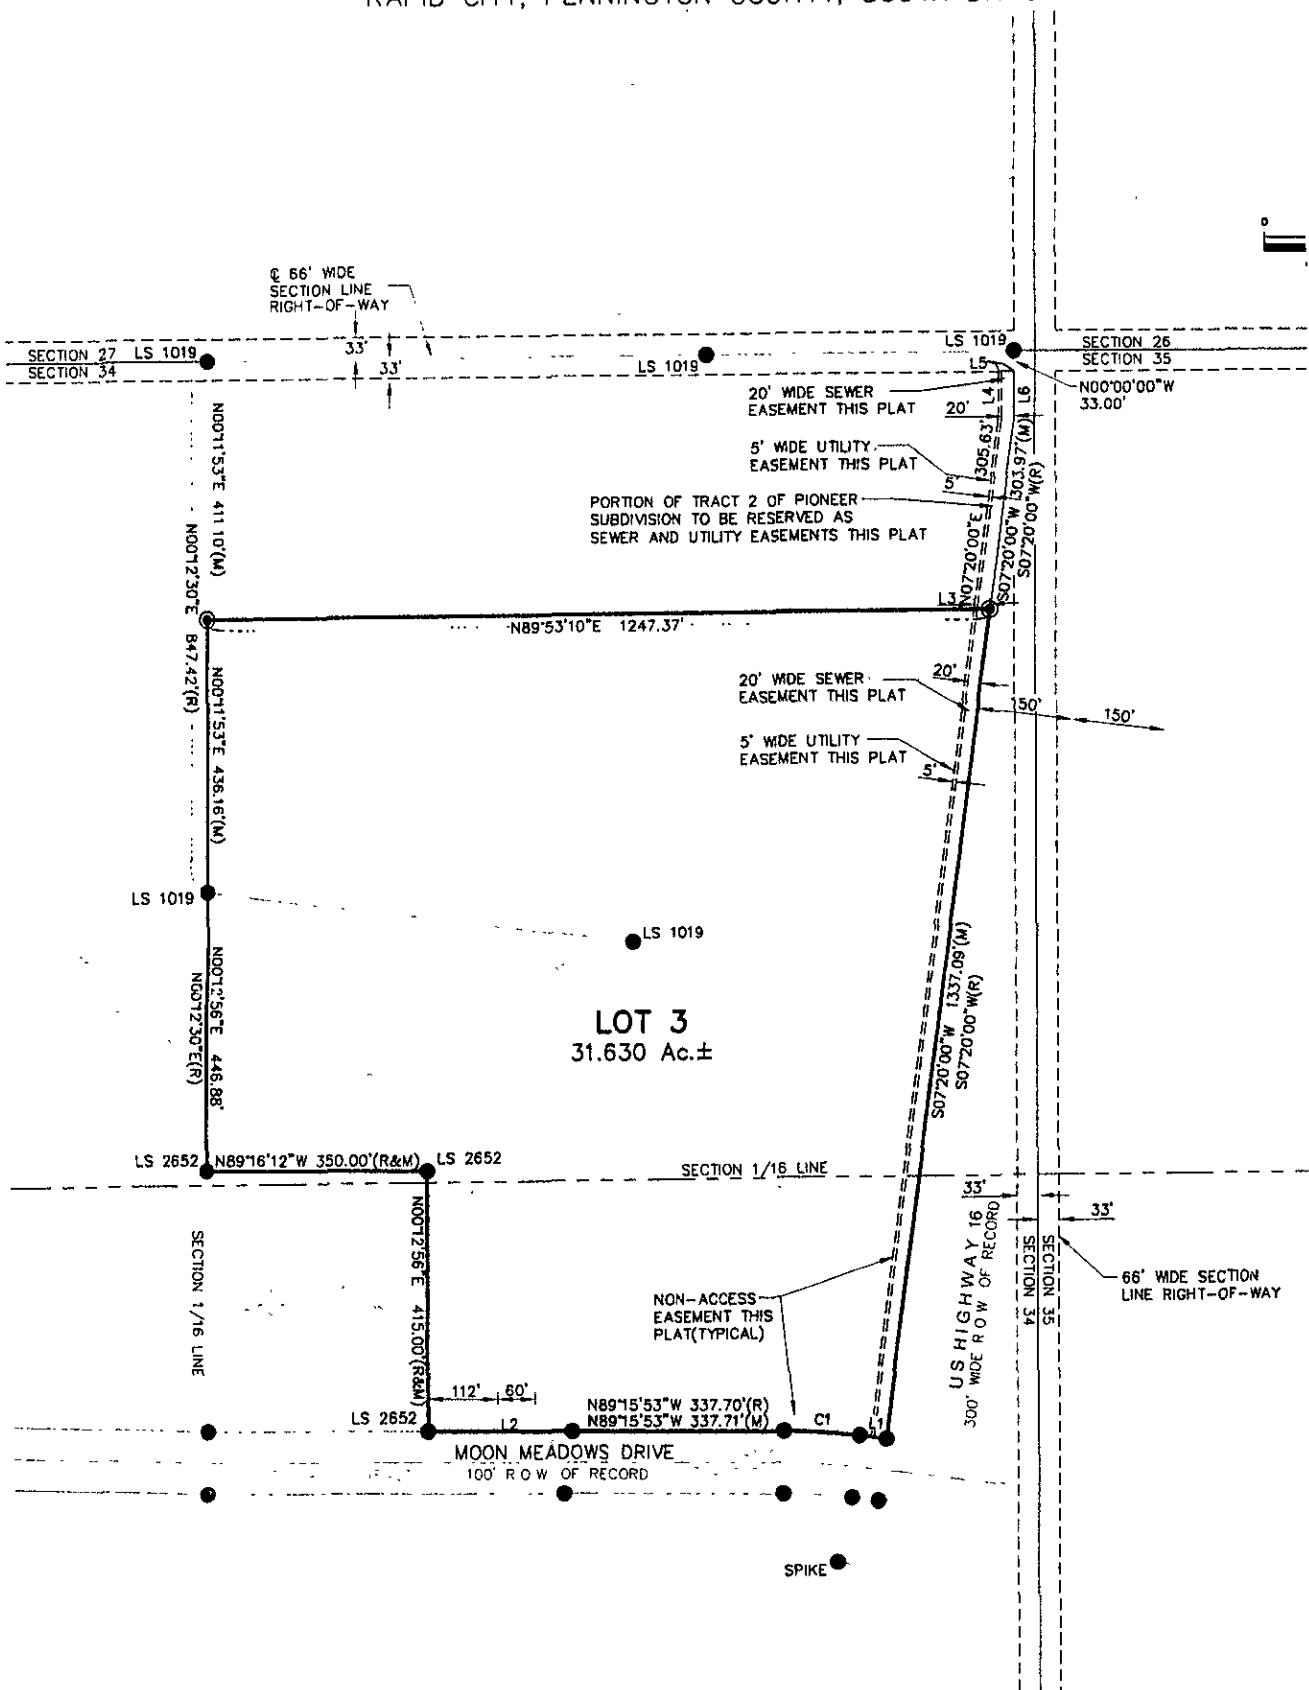 RAPID CITY, PENNINGTON COUNTY,
℄ 66' WIDE
SECTION LINE
RIGHT-OF-WAY
33'
33'
SECTION 27
SECTION 34
LS 1019
LS 1019
LS 1019
SECTION 26
SECTION 35
L5
N00°00'00"W
33.00'
20' WIDE SEWER
EASEMENT THIS PLAT
20'
L4
L6
5' WIDE UTILITY
EASEMENT THIS PLAT
5'
PORTION OF TRACT 2 OF PIONEER
SUBDIVISION TO BE RESERVED AS
SEWER AND UTILITY EASEMENTS THIS PLAT
N07°20'00"E 305.63'
S07°20'00"W 303.97'(M)
S07°20'00"W(R)
N00°11'53"E 411.10'(M)
N00°12'30"E 847.42'(R)
L3
N89°53'10"E 1247.37'
N00°11'53"E 436.16'(M)
20' WIDE SEWER
EASEMENT THIS PLAT
20'
150'
150'
5' WIDE UTILITY
EASEMENT THIS PLAT
5'
LS 1019
LS 1019
S07°20'00"W 1337.09'(M)
S07°20'00"W(R)
N00°12'56"E 446.88'
N00°12'30"E(R)
LOT 3
31.630 Ac.±
LS 2652
N89°16'12"W 350.00'(R&M)
LS 2652
SECTION 1/16 LINE
33'
33'
SECTION 1/16 LINE
N00°12'56"E 415.00'(R&M)
US HIGHWAY 16
300' WIDE R O W OF RECORD
SECTION 34
SECTION 35
66' WIDE SECTION
LINE RIGHT-OF-WAY
NON-ACCESS
EASEMENT THIS
PLAT(TYPICAL)
112'
60'
N89°15'53"W 337.70'(R)
N89°15'53"W 337.71'(M)
LS 2652
L2
C1
L1
MOON MEADOWS DRIVE
100' R O W OF RECORD
SPIKE